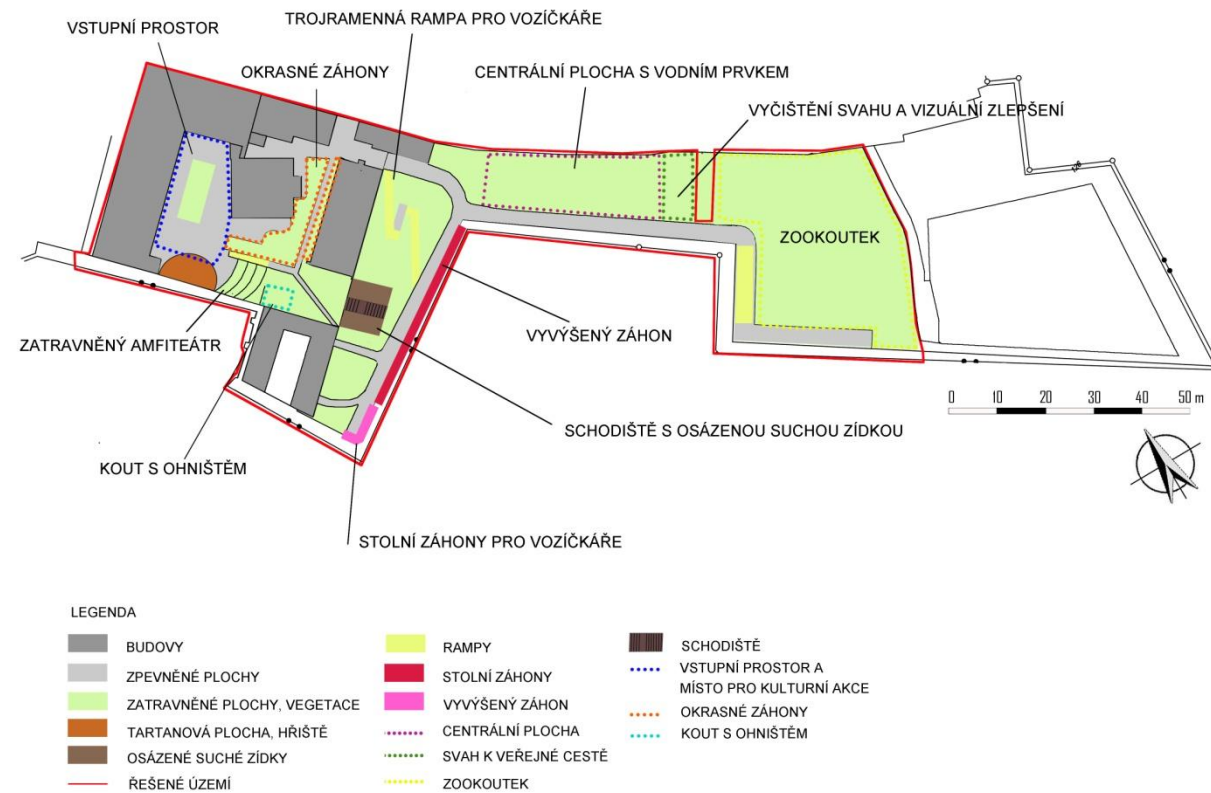 TROJRAMENNÁ RAMPA PRO VOZÍČKÁŘE
VSTUPNÍ PROSTOR
OKRASNÉ ZÁHONY
CENTRÁLNÍ PLOCHA S VODNÍM PRVKEM
VYČIŠTĚNÍ SVAHU A VIZUÁLNÍ ZLEPŠENÍ
ZOOKOUTEK
ZATRAVNĚNÝ AMFITEÁTR
VYVÝŠENÝ ZÁHON
0 10 20 30 40 50 m
SCHODIŠTĚ S OSÁZENOU SUCHOU ZÍDKOU
KOUT S OHNIŠTĚM
STOLNÍ ZÁHONY PRO VOZÍČKÁŘE
LEGENDA
BUDOVY
ZPEVNĚNÉ PLOCHY
ZATRAVNĚNÉ PLOCHY, VEGETACE
TARTANOVÁ PLOCHA, HŘIŠTĚ
OSÁZENÉ SUCHÉ ZÍDKY
ŘEŠENÉ ÚZEMÍ
RAMPY
STOLNÍ ZÁHONY
VYVÝŠENÝ ZÁHON
CENTRÁLNÍ PLOCHA
SVAH K VEŘEJNÉ CESTĚ
ZOOKOUTEK
SCHODIŠTĚ
VSTUPNÍ PROSTOR A
MÍSTO PRO KULTURNÍ AKCE
OKRASNÉ ZÁHONY
KOUT S OHNIŠTĚM